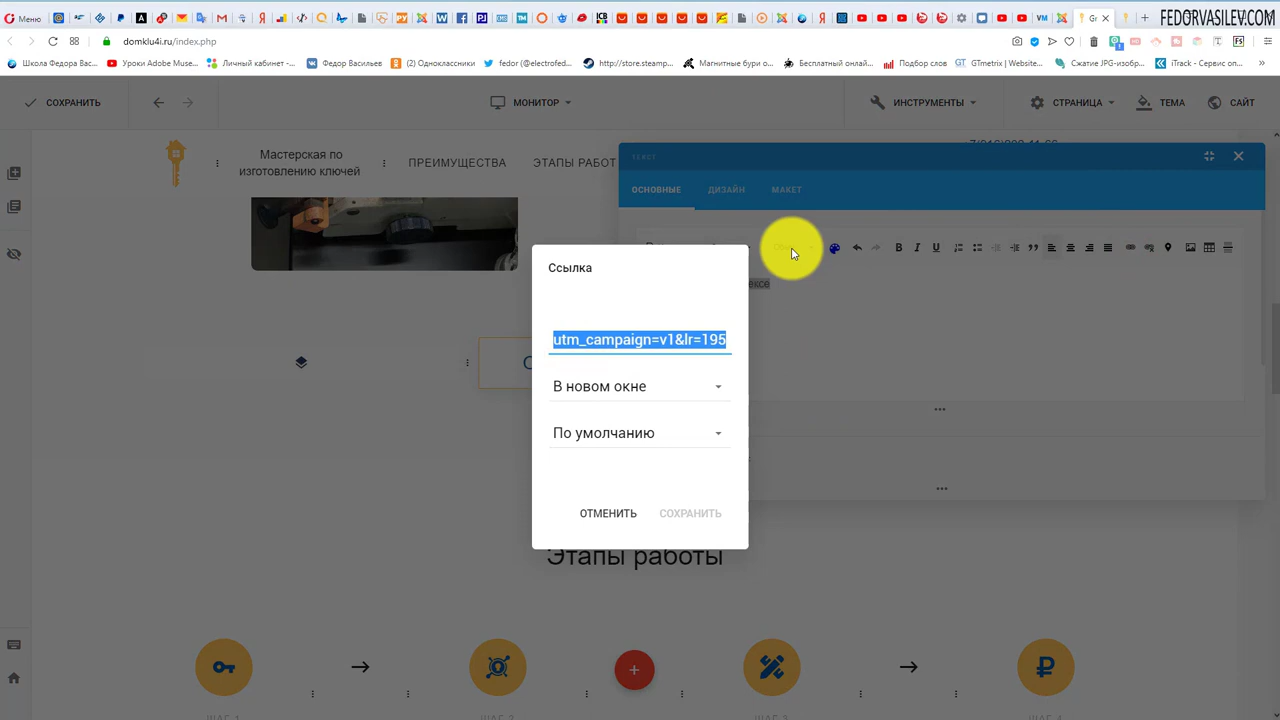 FEDORVASILEV.COM
Меню
domklu4i.ru/index.php
Школа Федора Вас...
Уроки Adobe Muse...
Личный кабинет -...
Федор Васильев
(2) Одноклассники
fedor (@electrofed...
http://store.steamp...
Магнитные бури о...
Бесплатный онлай...
Подбор слов
GTmetrix | Website...
Сжатие JPG-изобр...
iTrack - Сервис оп...
СОХРАНИТЬ
МОНИТОР
ИНСТРУМЕНТЫ
СТРАНИЦА
ТЕМА
САЙТ
Мастерская по
изготовлению ключей
ПРЕИМУЩЕСТВА
ЭТАПЫ РАБОТ
ТЕКСТ
ОСНОВНЫЕ
ДИЗАЙН
МАКЕТ
B I U
ексе
Ссылка
utm_campaign=v1&lr=195
В новом окне
По умолчанию
ОТМЕНИТЬ
СОХРАНИТЬ
Этапы работы
ШАГ 1
ШАГ 2
ШАГ 3
ШАГ 4